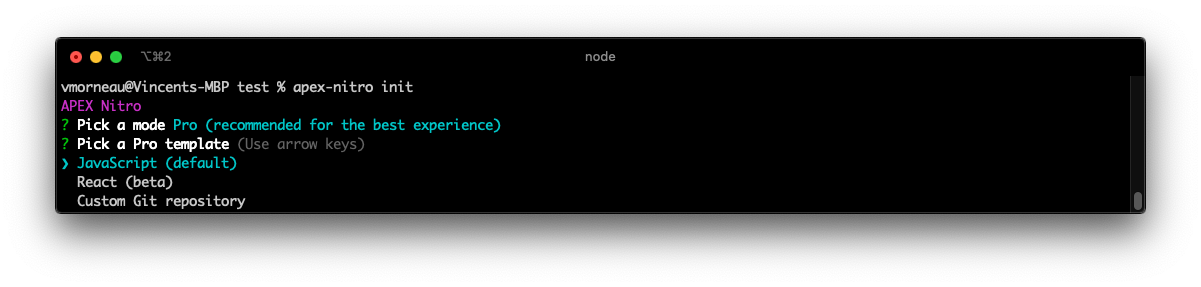 ⌥⌘2
node
vmorneau@Vincents-MBP test % apex-nitro init
APEX Nitro
? Pick a mode Pro (recommended for the best experience)
? Pick a Pro template (Use arrow keys)
❯ JavaScript (default)
React (beta)
Custom Git repository